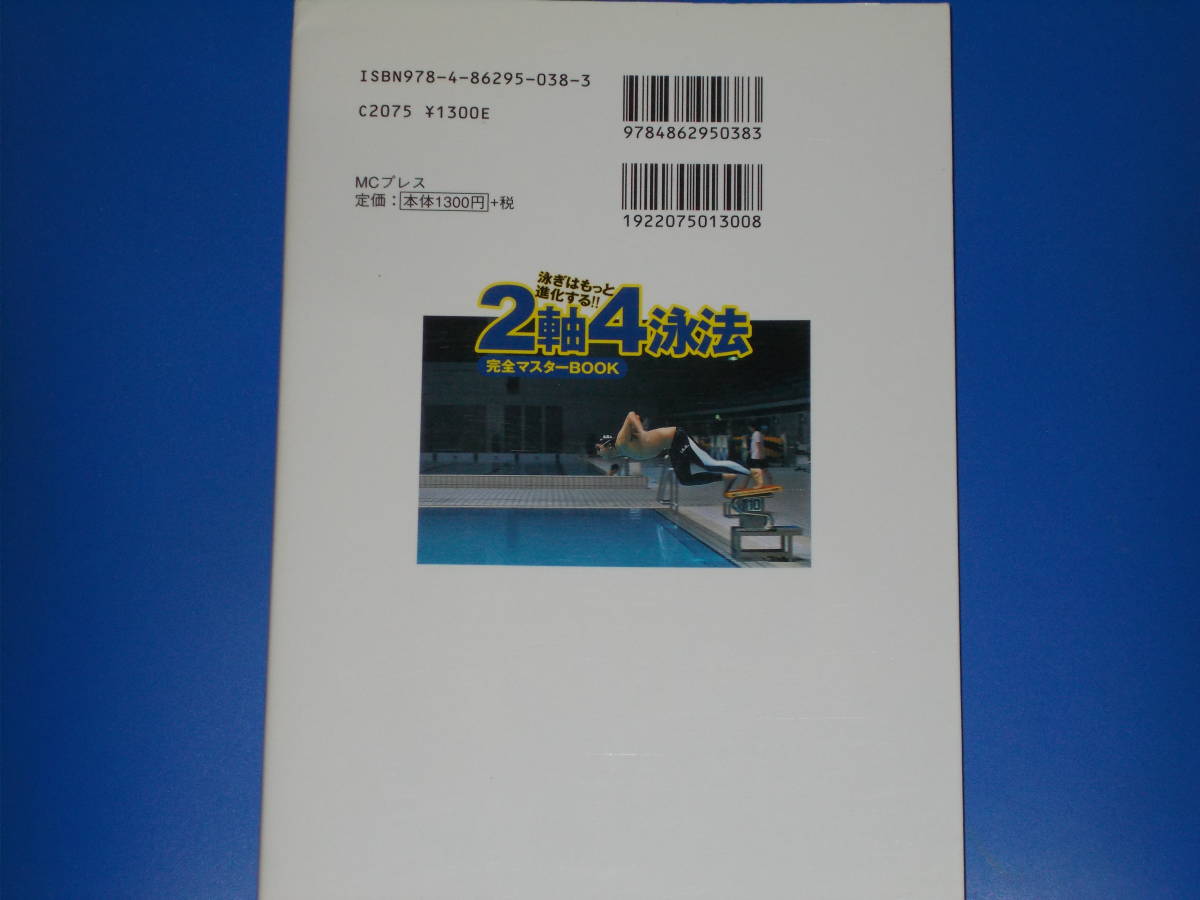 ISBN978-4-86295-038-3
C2075 ¥1300E
9784862950383
MCプレス
定価：本体1300円+税
1922075013008
泳ぎはもっと
進化する!!
2軸4泳法
完全マスターBOOK
10